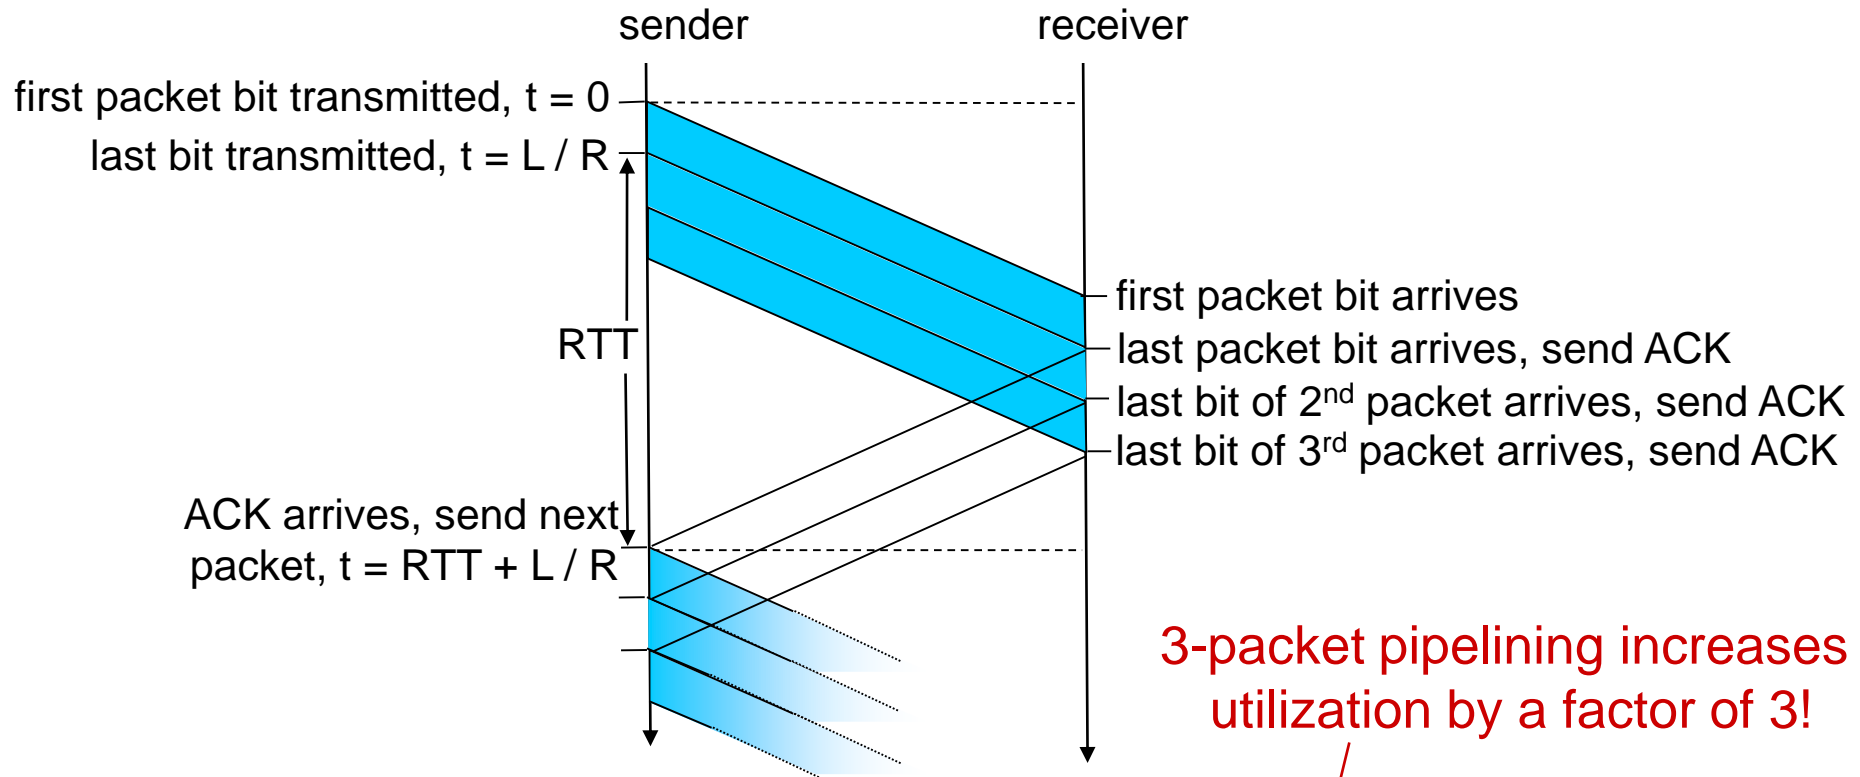 sender
receiver
first packet bit transmitted, t = 0
last bit transmitted, t = L / R
RTT
first packet bit arrives
last packet bit arrives, send ACK
last bit of 2nd packet arrives, send ACK
last bit of 3rd packet arrives, send ACK
ACK arrives, send next
packet, t = RTT + L / R
3-packet pipelining increases
utilization by a factor of 3!